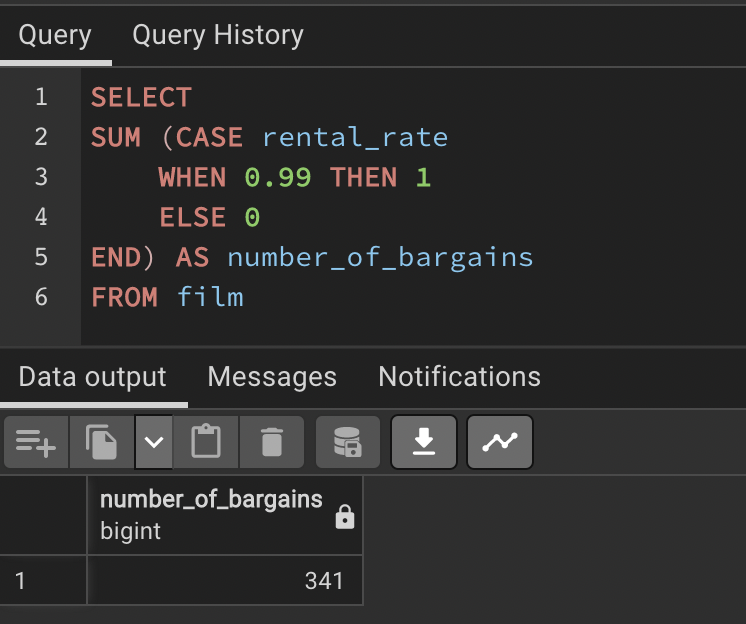 Query Query History
1 SELECT
2 SUM (CASE rental_rate
3 WHEN 0.99 THEN 1
4 ELSE 0
5 END) AS number_of_bargains
6 FROM film
Data output Messages Notifications
number_of_bargains
bigint
1 341